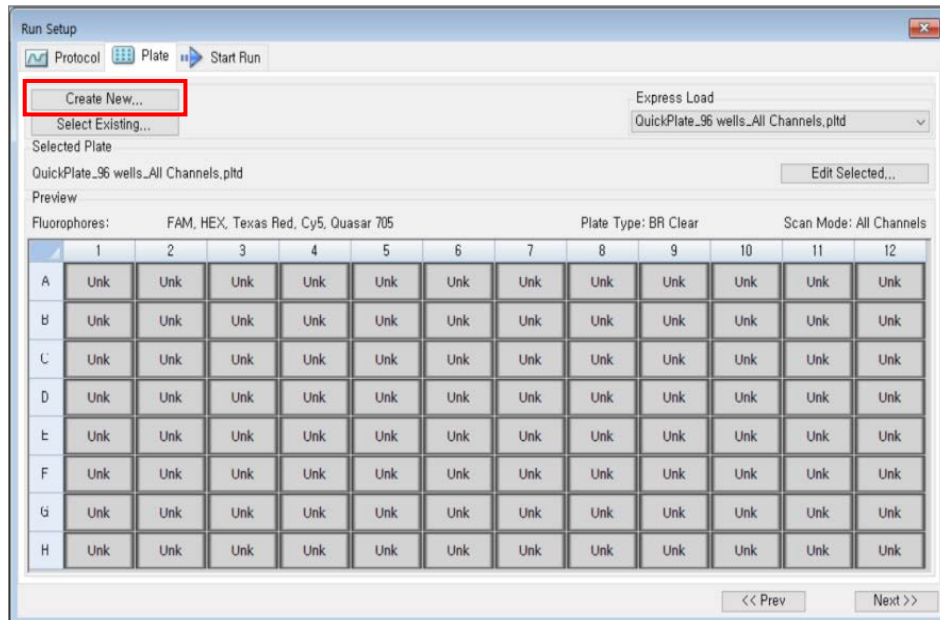 Run Setup
Protocol Plate Start Run
Create New...
Express Load
Select Existing...
QuickPlate_96 wells_All Channels.pltd
Selected Plate
QuickPlate_96 wells_All Channels.pltd
Edit Selected...
Preview
Fluorophores: FAM, HEX, Texas Red, Cy5, Quasar 705 Plate Type: BR Clear Scan Mode: All Channels
1 2 3 4 5 6 7 8 9 10 11 12
A Unk Unk Unk Unk Unk Unk Unk Unk Unk Unk Unk Unk
B Unk Unk Unk Unk Unk Unk Unk Unk Unk Unk Unk Unk
C Unk Unk Unk Unk Unk Unk Unk Unk Unk Unk Unk Unk
D Unk Unk Unk Unk Unk Unk Unk Unk Unk Unk Unk Unk
E Unk Unk Unk Unk Unk Unk Unk Unk Unk Unk Unk Unk
F Unk Unk Unk Unk Unk Unk Unk Unk Unk Unk Unk Unk
G Unk Unk Unk Unk Unk Unk Unk Unk Unk Unk Unk Unk
H Unk Unk Unk Unk Unk Unk Unk Unk Unk Unk Unk Unk
<< Prev Next >>